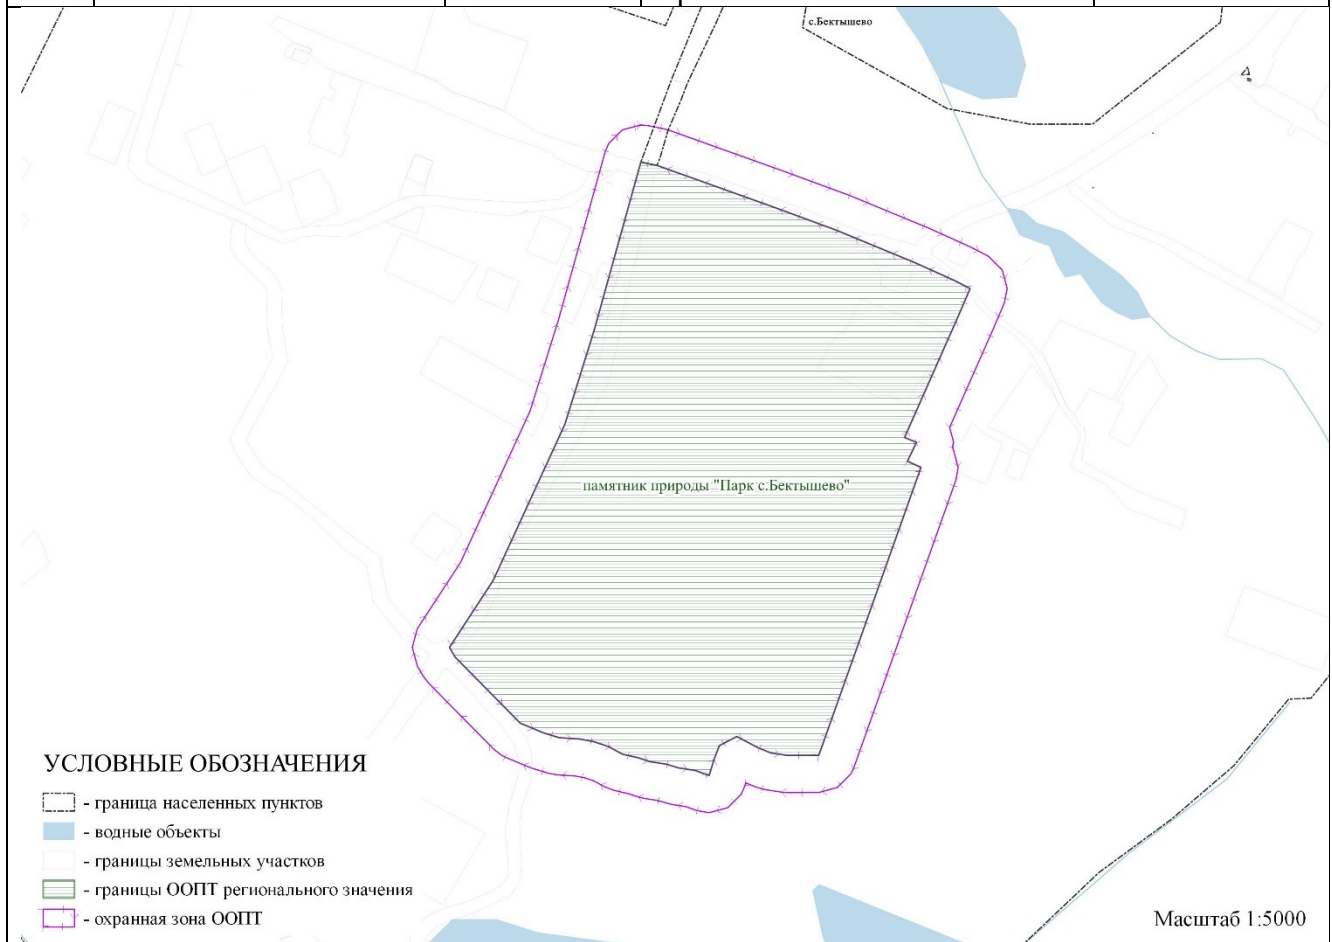 с.Бектышево
памятник природы "Парк с.Бектышево"
УСЛОВНЫЕ ОБОЗНАЧЕНИЯ
- граница населенных пунктов
- водные объекты
- границы земельных участков
- границы ООПТ регионального значения
- охранная зона ООПТ
Масштаб 1:5000